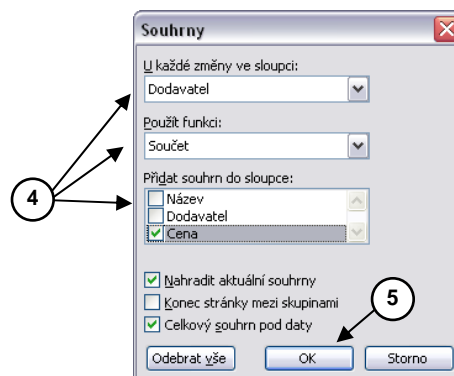 Souhrny
U každé změny ve sloupci:
Dodavatel
Použít funkci:
Součet
4
Přidat souhrn do sloupce:
Název
Dodavatel
Cena
Nahradit aktuální souhrny
Konec stránky mezi skupinami
5
Celkový souhrn pod daty
Odebrat vše OK Storno